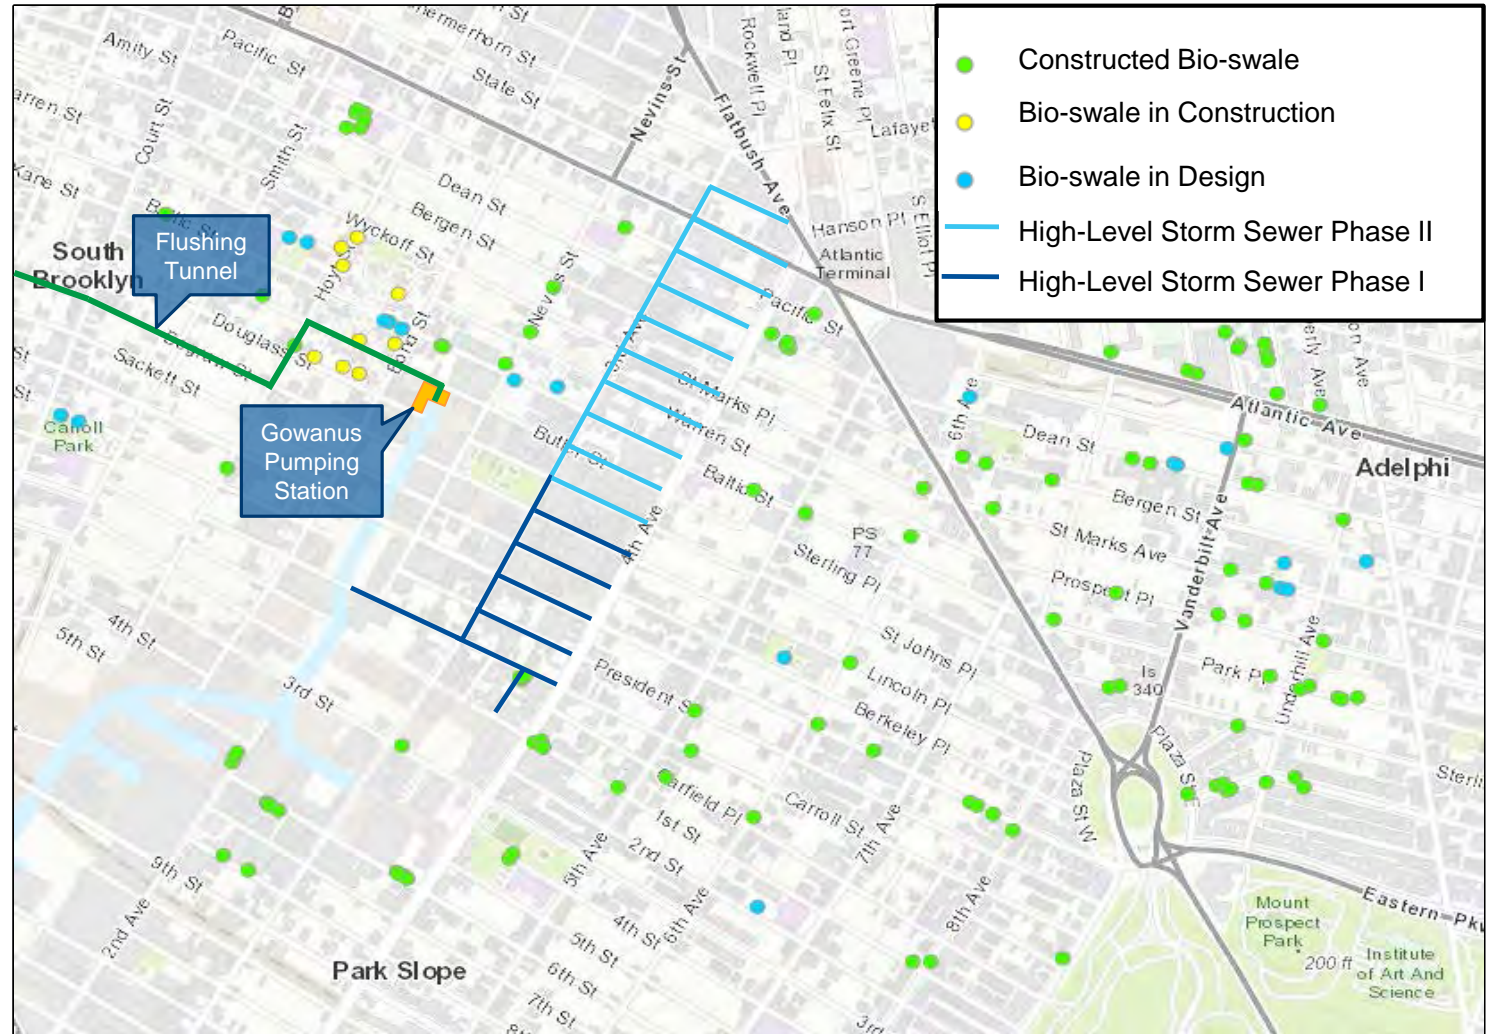 Constructed Bio-swale
Bio-swale in Construction
Bio-swale in Design
High-Level Storm Sewer Phase II
High-Level Storm Sewer Phase I
Flushing
Tunnel
Gowanus
Pumping
Station
South
Brooklyn
Park Slope
Adelphi
Amity St
Pacific St
State St
Court St
Smith St
Nevins St
Flatbush Ave
Rockwell Pl
St Felix St
Hanson Pl
S Elliot Pl
Atlantic
Terminal
Kane St
Dean St
Bergen St
Wyckoff St
Hoyt St
Nevins St
Douglass St
Sackett St
Carroll
Park
3rd Ave
Pacific St
St Marks Pl
Warren St
Butler St
Baltic St
4th Ave
6th Ave
Dean St
Atlantic Ave
Bergen St
St Marks Ave
Vanderbilt Ave
PS
77
Sterling Pl
Prospect Pl
4th St
5th St
3rd St
St Johns Pl
Lincoln Pl
Berkeley Pl
President St
Is
340
Park Pl
Underhill Ave
Plaza St E
Plaza St W
Garfield Pl
Carroll St
1st St
2nd St
7th Ave
5th Ave
9th St
2nd Ave
4th St
5th St
6th St
7th St
6th Ave
8th Ave
Mount
Prospect
Park
200 ft
Institute
of Art And
Science
3rd